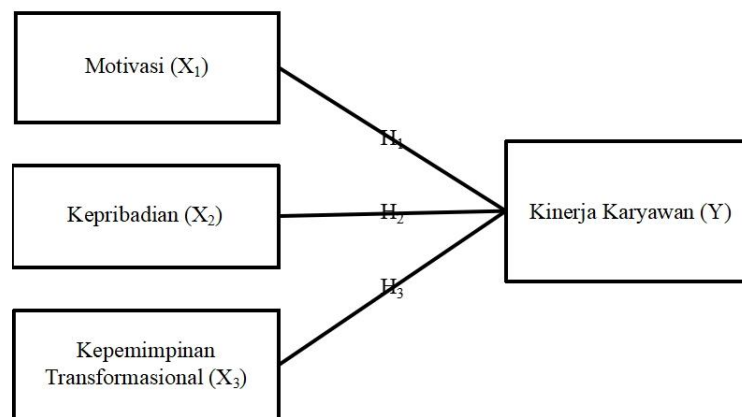 Motivasi (X₁)
H₁
Kepribadian (X₂)
H₂
Kinerja Karyawan (Y)
H₃
Kepemimpinan
Transformasional (X₃)